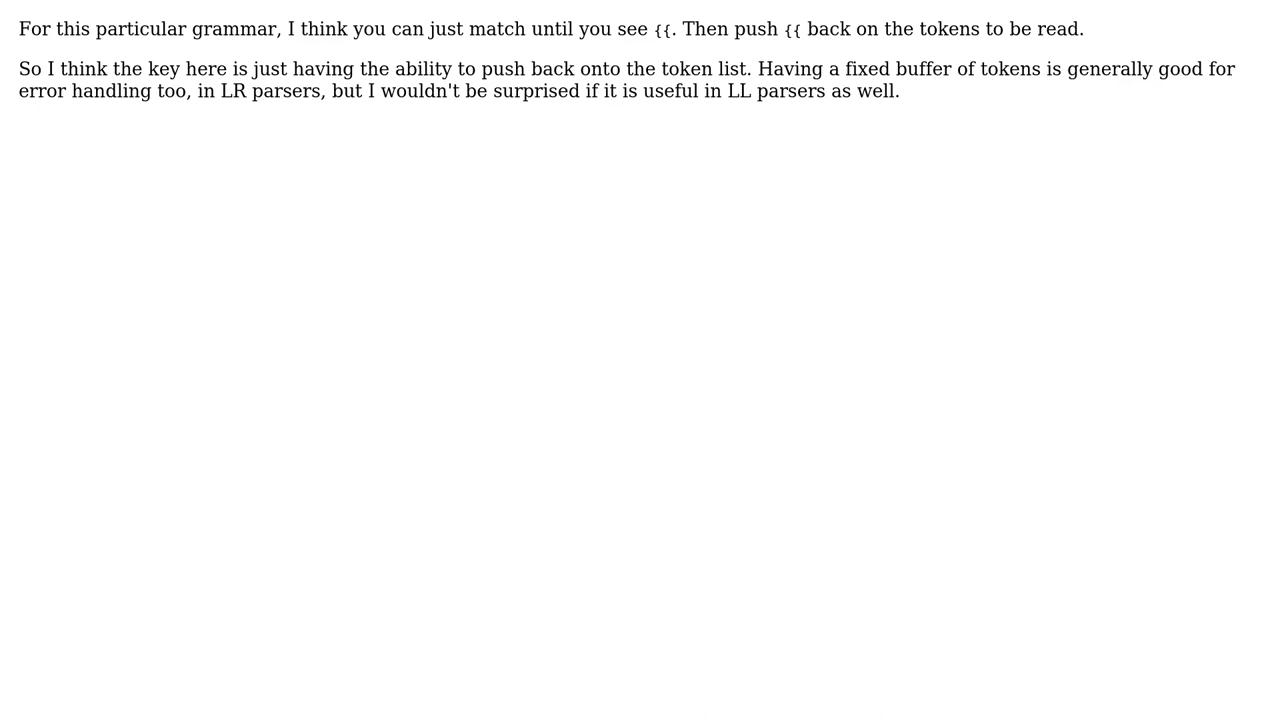 For this particular grammar, I think you can just match until you see {{. Then push {{ back on the tokens to be read.
So I think the key here is just having the ability to push back onto the token list. Having a fixed buffer of tokens is generally good for
error handling too, in LR parsers, but I wouldn't be surprised if it is useful in LL parsers as well.